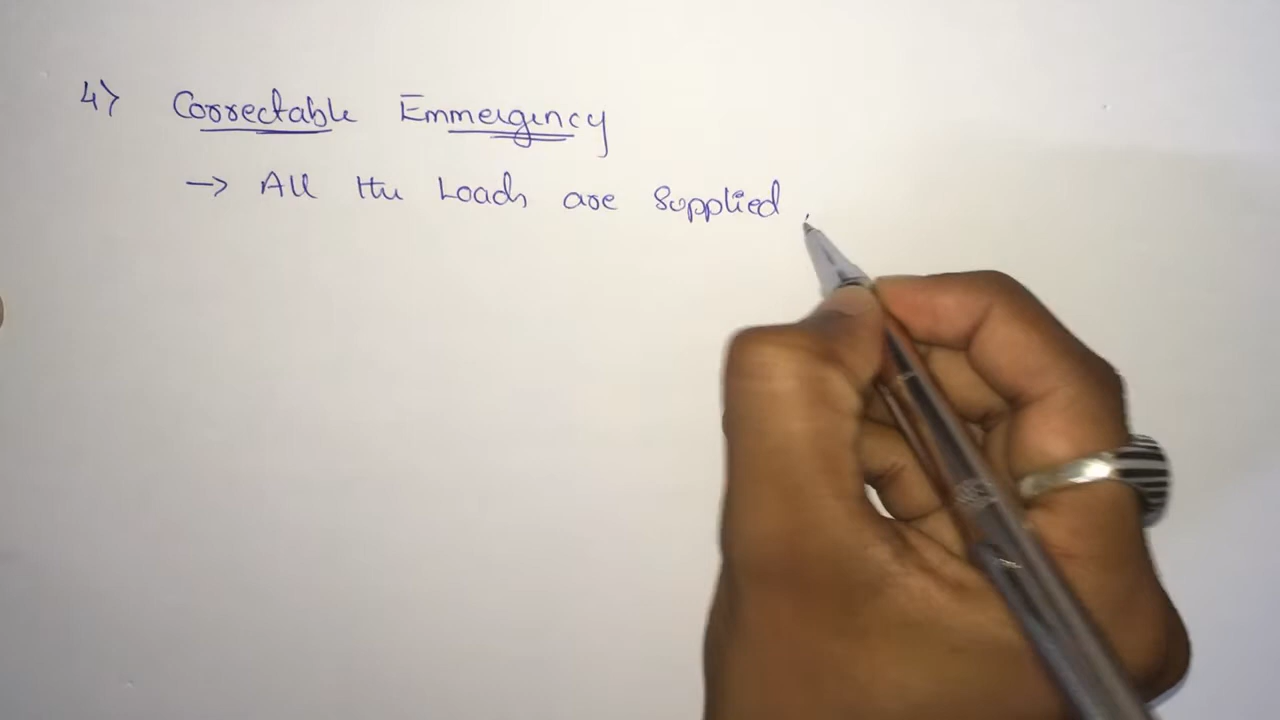 4) Correctable Emmergency
→ All the Loads are Supplied